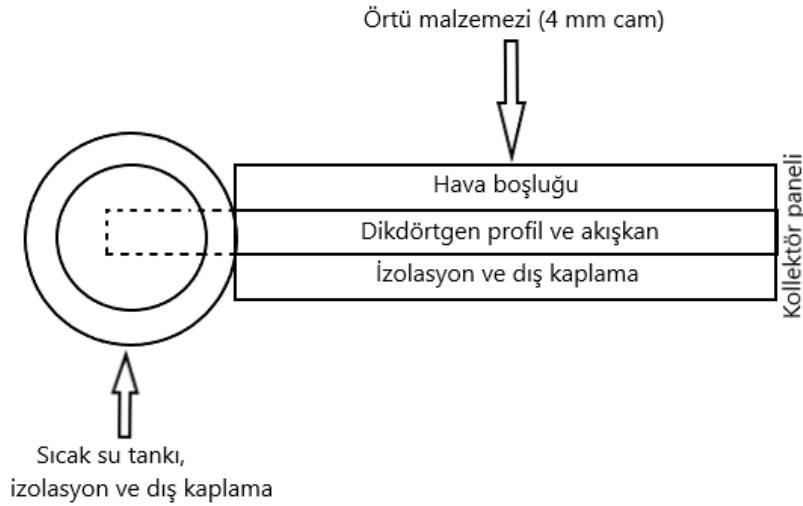 Örtü malzemezi (4 mm cam)
Hava boşluğu
Dikdörtgen profil ve akışkan
İzolasyon ve dış kaplama
Kollektör paneli
Sıcak su tankı,
izolasyon ve dış kaplama